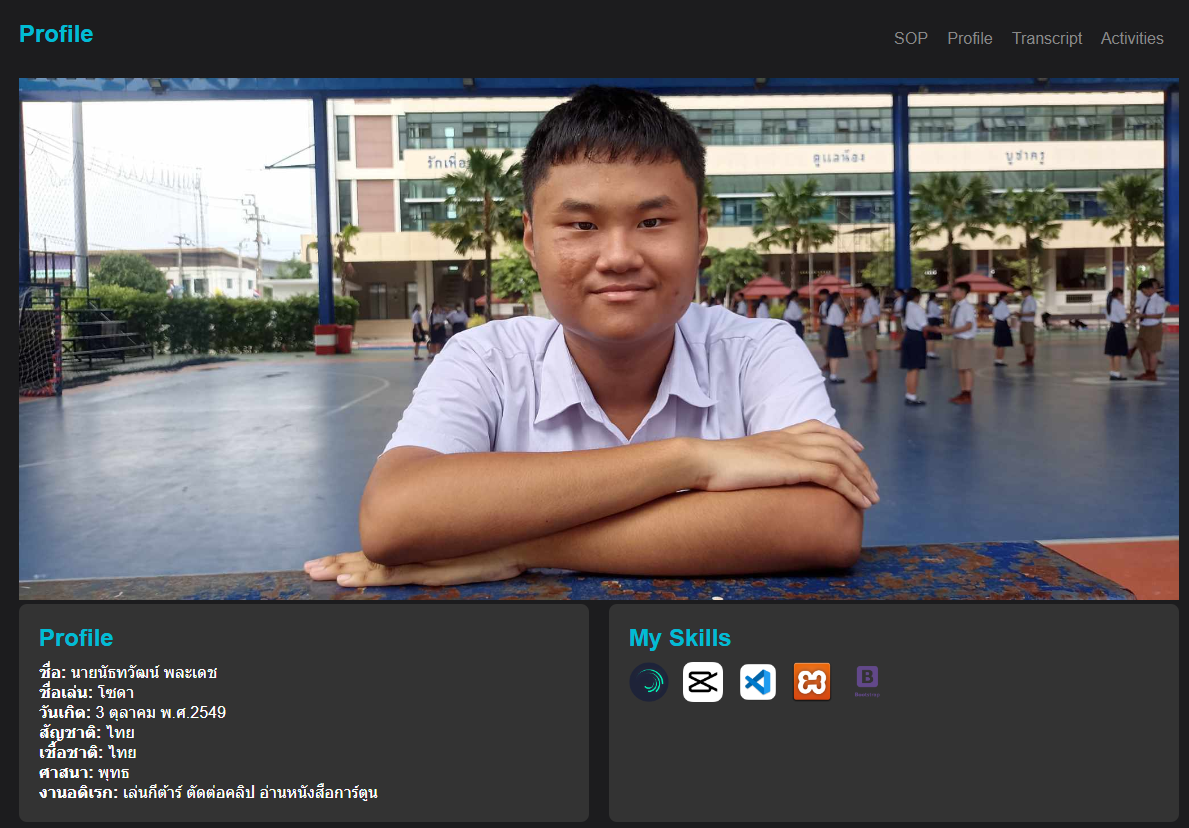 Profile
SOP Profile Transcript Activities
รักเพื่อ
ดูแลน้อง
บูชาครู
Profile
ชื่อ: นายนัธทวัฒน์ พละเดช
ชื่อเล่น: โซดา
วันเกิด: 3 ตุลาคม พ.ศ.2549
สัญชาติ: ไทย
เชื้อชาติ: ไทย
ศาสนา: พุทธ
งานอดิเรก: เล่นกีต้าร์ ตัดต่อคลิป อ่านหนังสือการ์ตูน
My Skills
B
Bootstrap